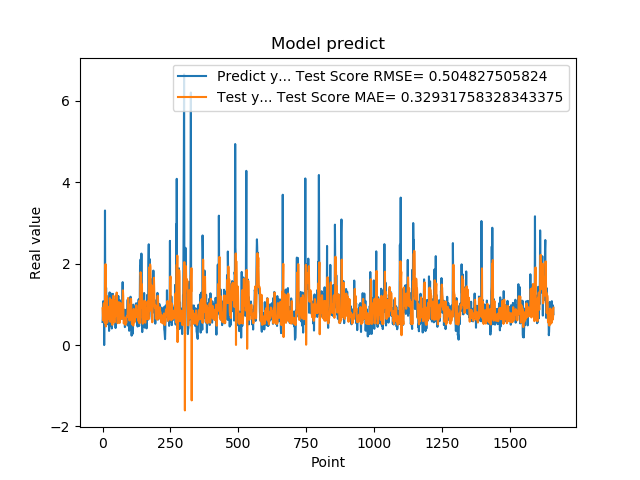 Model predict
Predict y... Test Score RMSE= 0.504827505824
Test y... Test Score MAE= 0.32931758328343375
Real value
6
4
2
0
−2
0 250 500 750 1000 1250 1500
Point